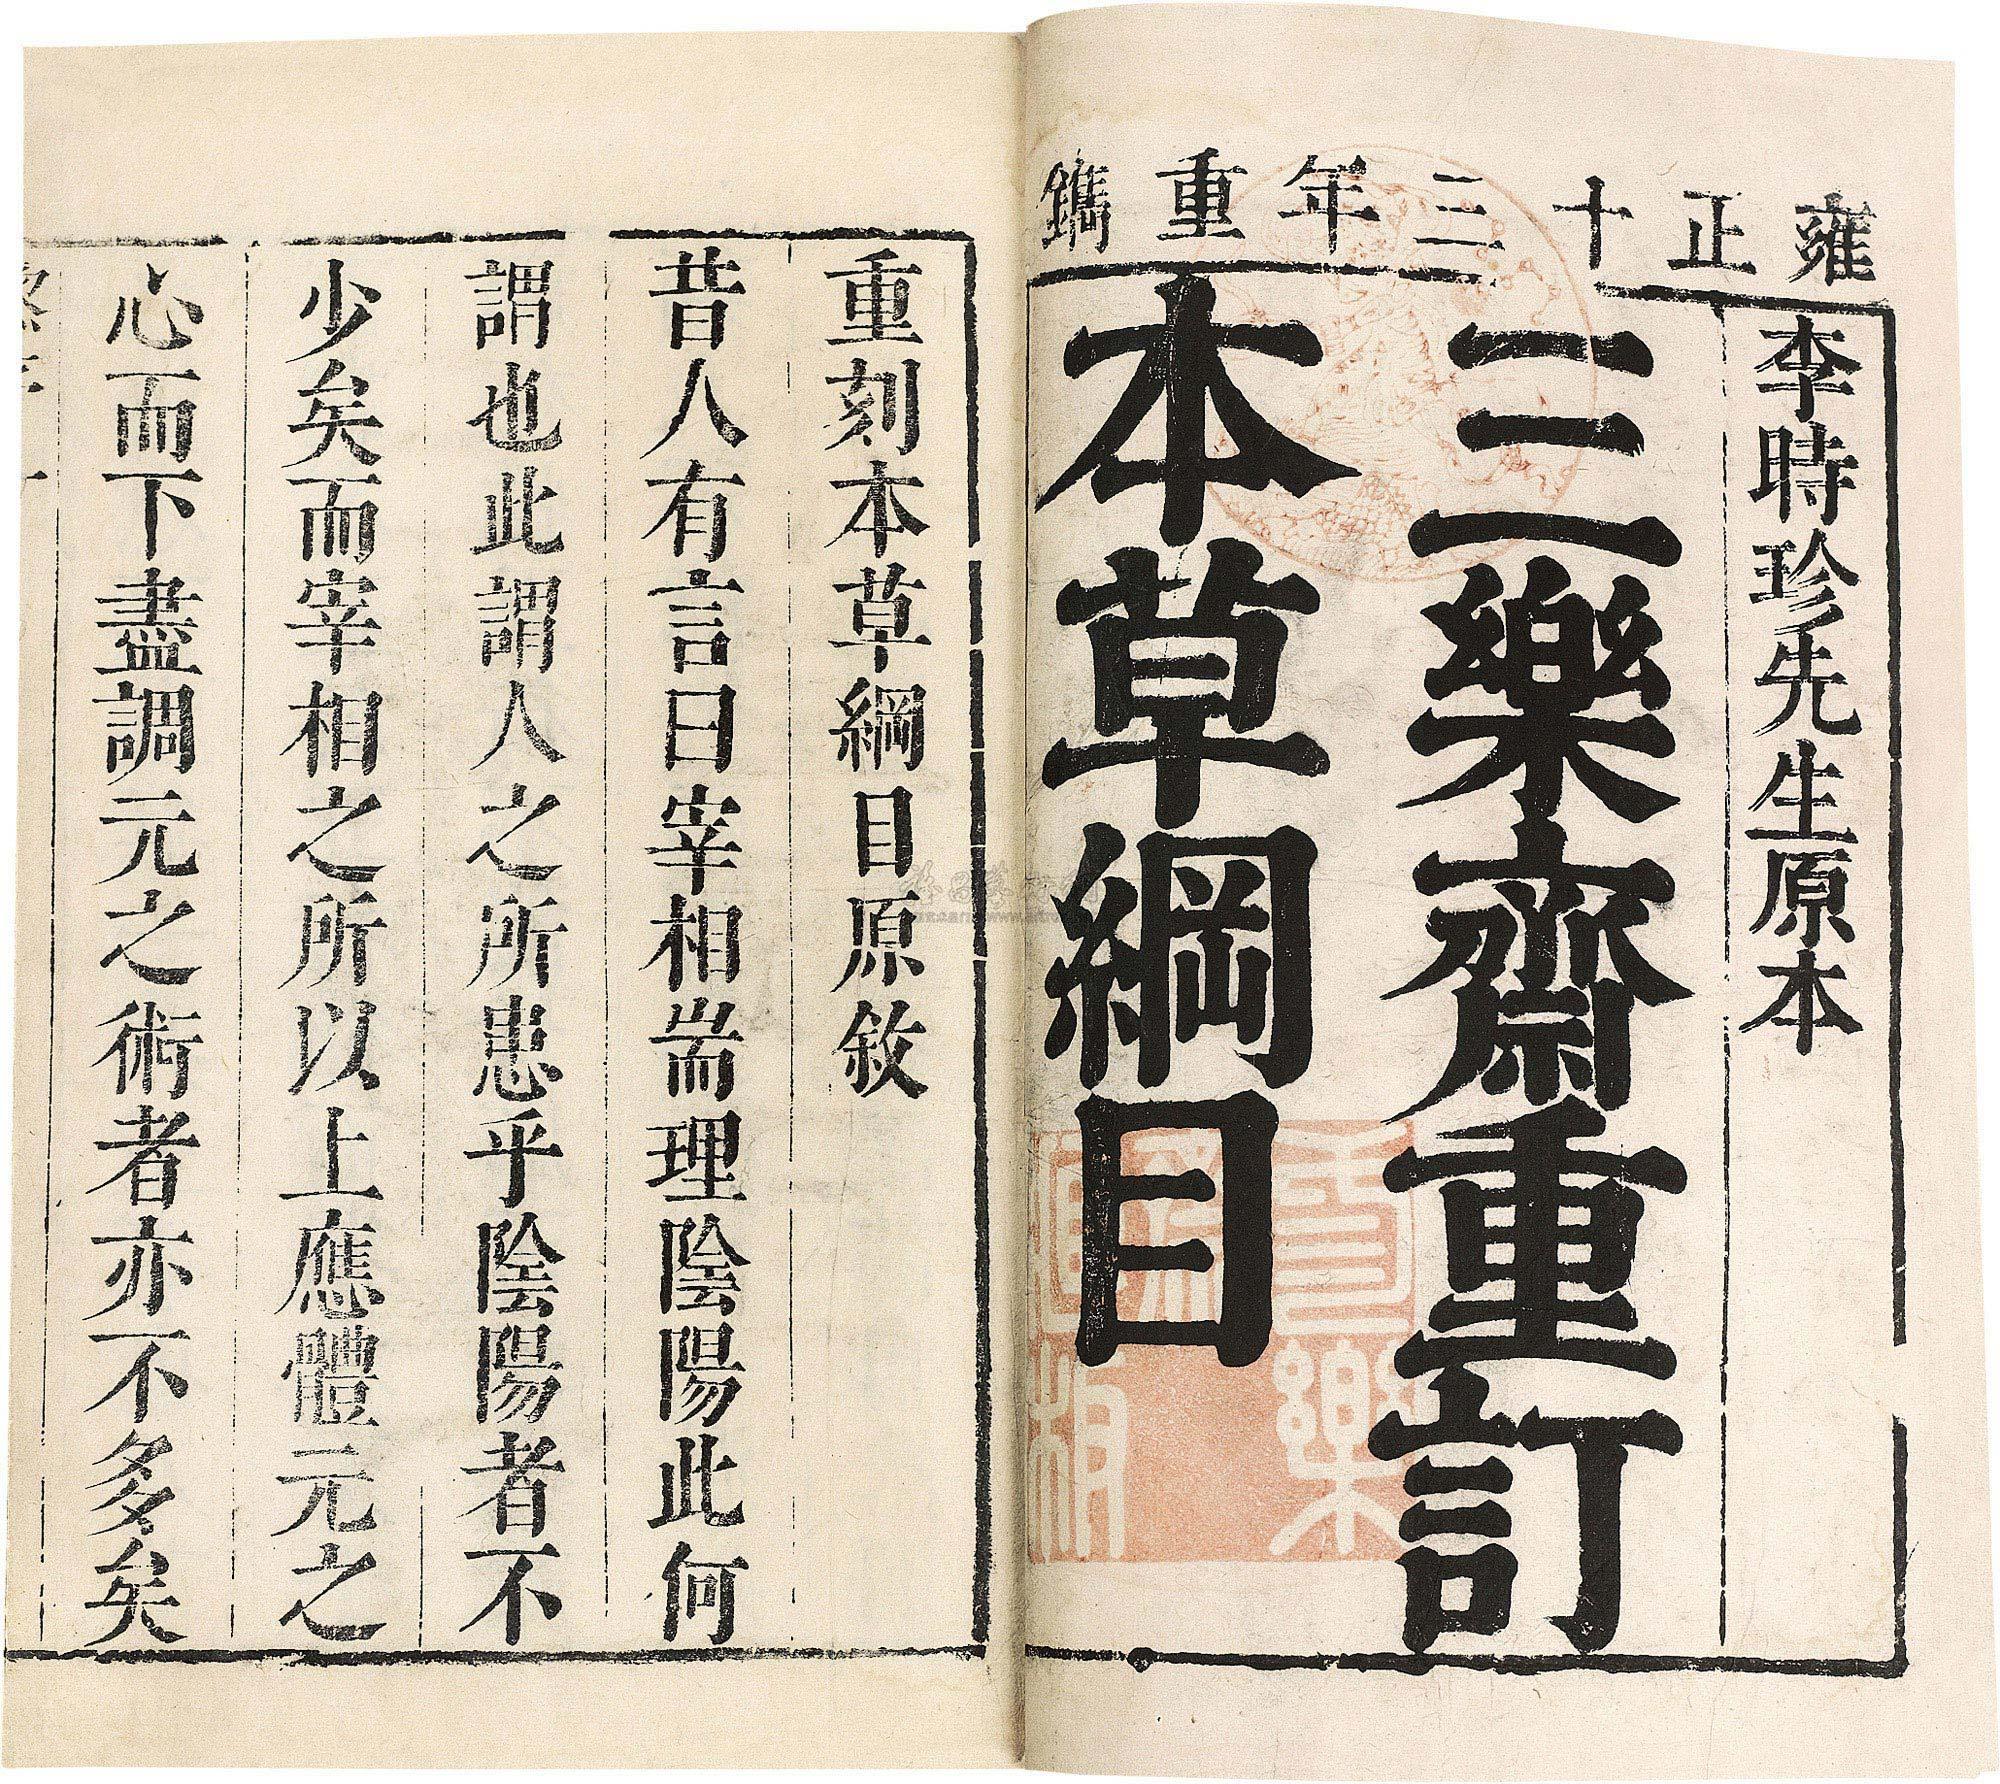 雍正十三年重鐫
李時珍先生原本
三樂齋重訂
本草綱目
重刻本草綱目原敘
昔人有言曰宰相耑理陰陽此何
謂也此謂人之所患乎陰陽者不
少矣而宰相之所以上應體元之
心而下盡調元之術者亦不多矣